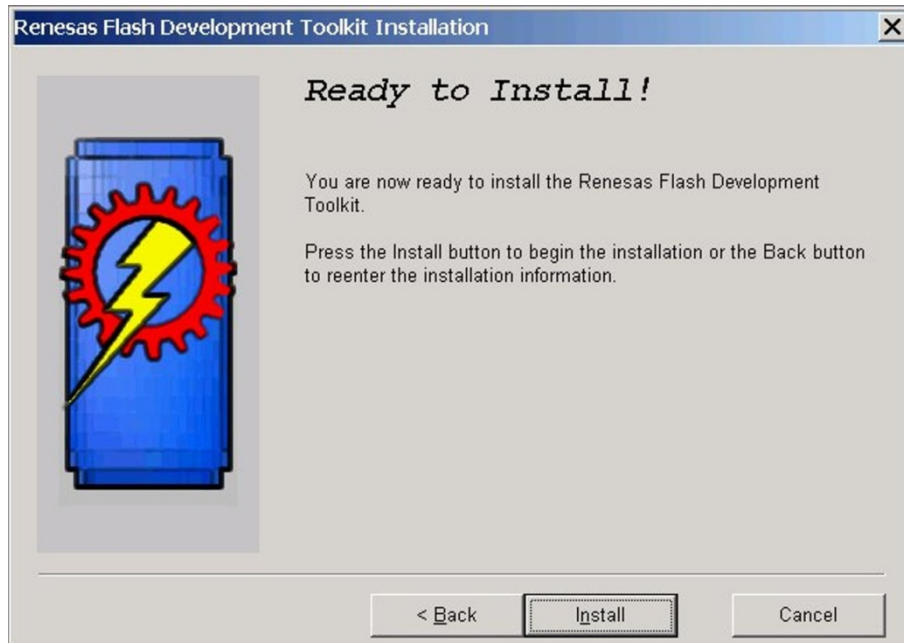 Renesas Flash Development Toolkit Installation
Ready to Install!
You are now ready to install the Renesas Flash Development
Toolkit.
Press the Install button to begin the installation or the Back button
to reenter the installation information.
< Back
Install
Cancel